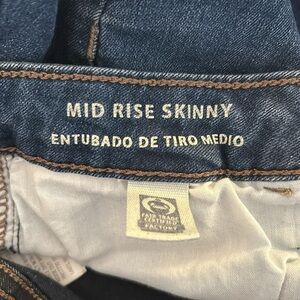 MID RISE SKINNY
ENTUBADO DE TIRO MEDIO
FAIR TRADE
CERTIFIED
FACTORY